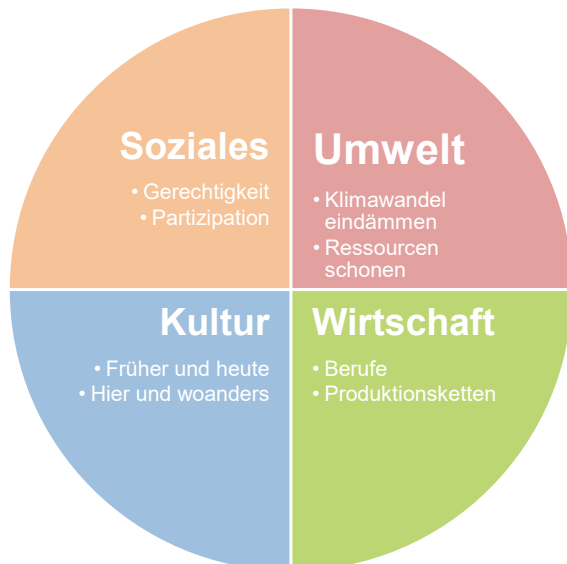 Soziales
• Gerechtigkeit
• Partizipation
Umwelt
• Klimawandel
eindämmen
• Ressourcen
schonen
Kultur
• Früher und heute
• Hier und woanders
Wirtschaft
• Berufe
• Produktionsketten